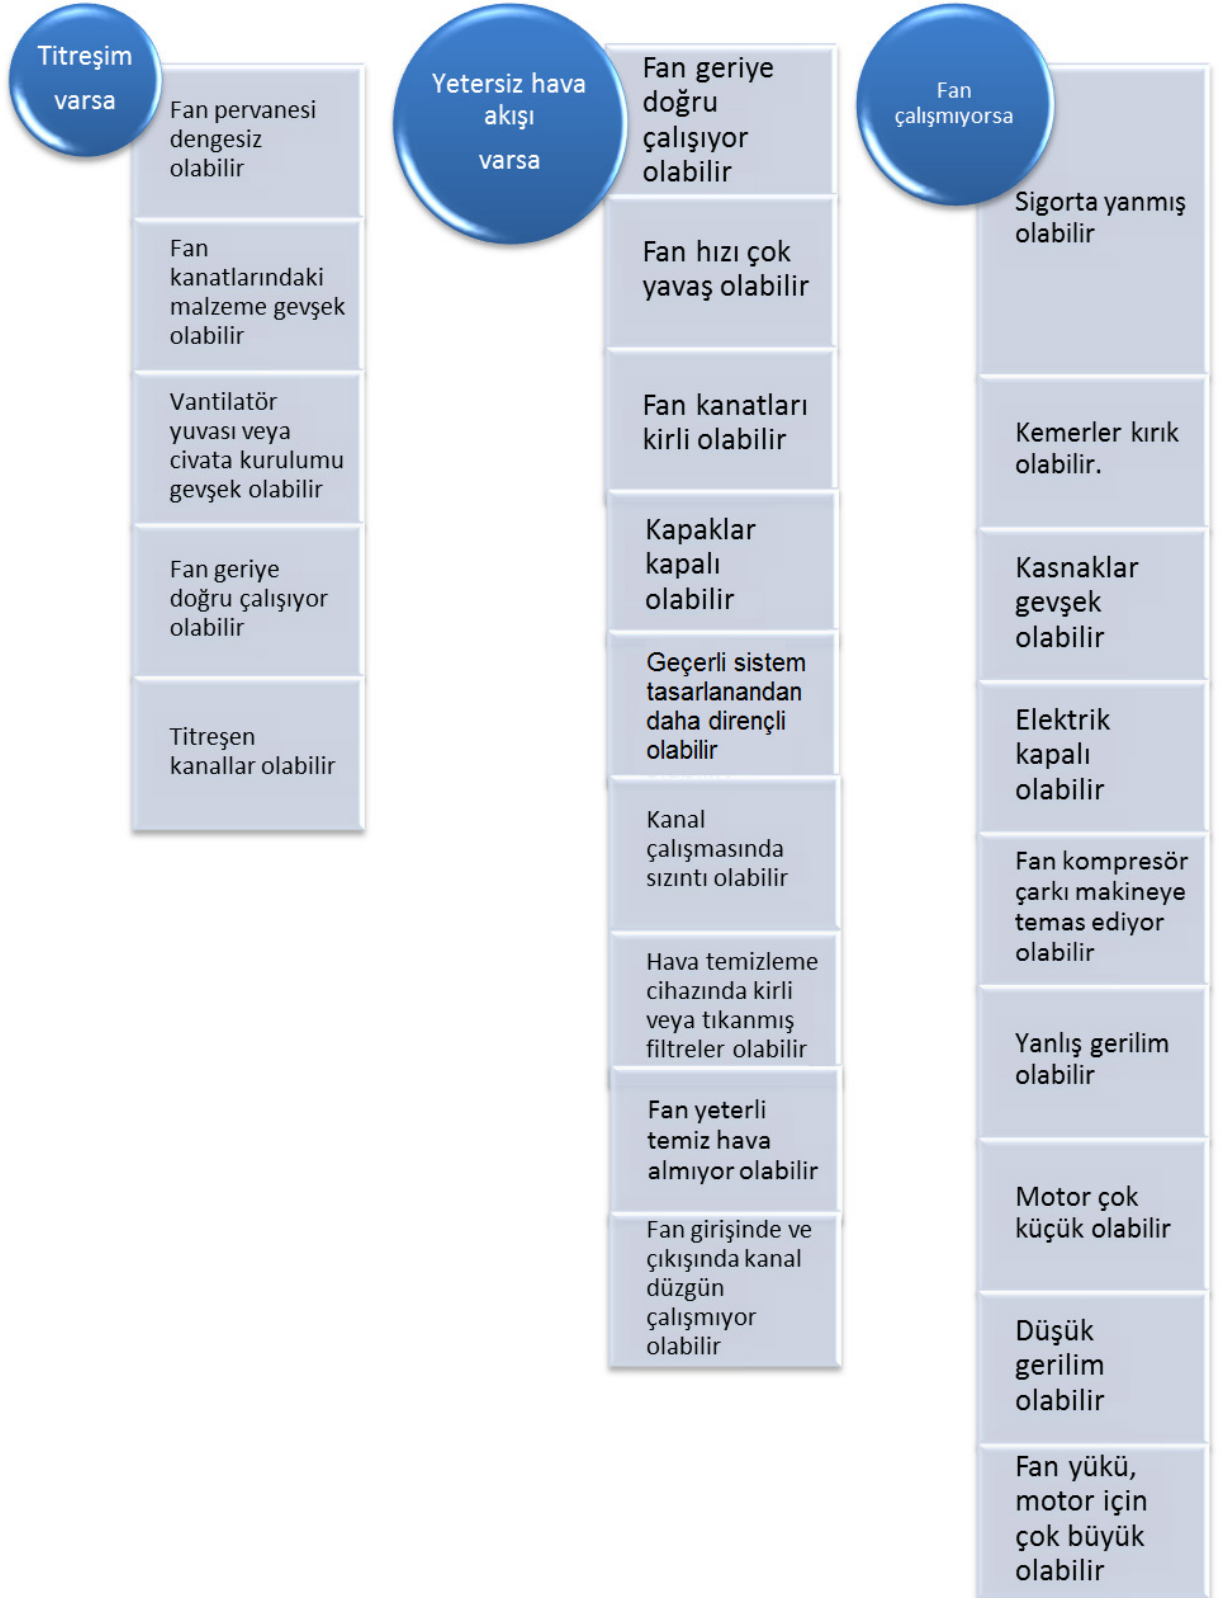 Titreşim
varsa
Fan pervanesi
dengesiz
olabilir
Fan
kanatlarındaki
malzeme gevşek
olabilir
Vantilatör
yuvası veya
civata kurulumu
gevşek olabilir
Fan geriye
doğru çalışıyor
olabilir
Titreşen
kanallar olabilir
Yetersiz hava
akışı
varsa
Fan geriye
doğru
çalışıyor
olabilir
Fan hızı çok
yavaş olabilir
Fan kanatları
kirli olabilir
Kapaklar
kapalı
olabilir
Geçerli sistem
tasarlanandan
daha dirençli
olabilir
Kanal
çalışmasında
sızıntı olabilir
Hava temizleme
cihazında kirli
veya tıkanmış
filtreler olabilir
Fan yeterli
temiz hava
almıyor olabilir
Fan girişinde ve
çıkışında kanal
düzgün
çalışmıyor
olabilir
Fan
çalışmıyorsa
Sigorta yanmış
olabilir
Kemerler kırık
olabilir.
Kasnaklar
gevşek
olabilir
Elektrik
kapalı
olabilir
Fan kompresör
çarkı makineye
temas ediyor
olabilir
Yanlış gerilim
olabilir
Motor çok
küçük olabilir
Düşük
gerilim
olabilir
Fan yükü,
motor için
çok büyük
olabilir